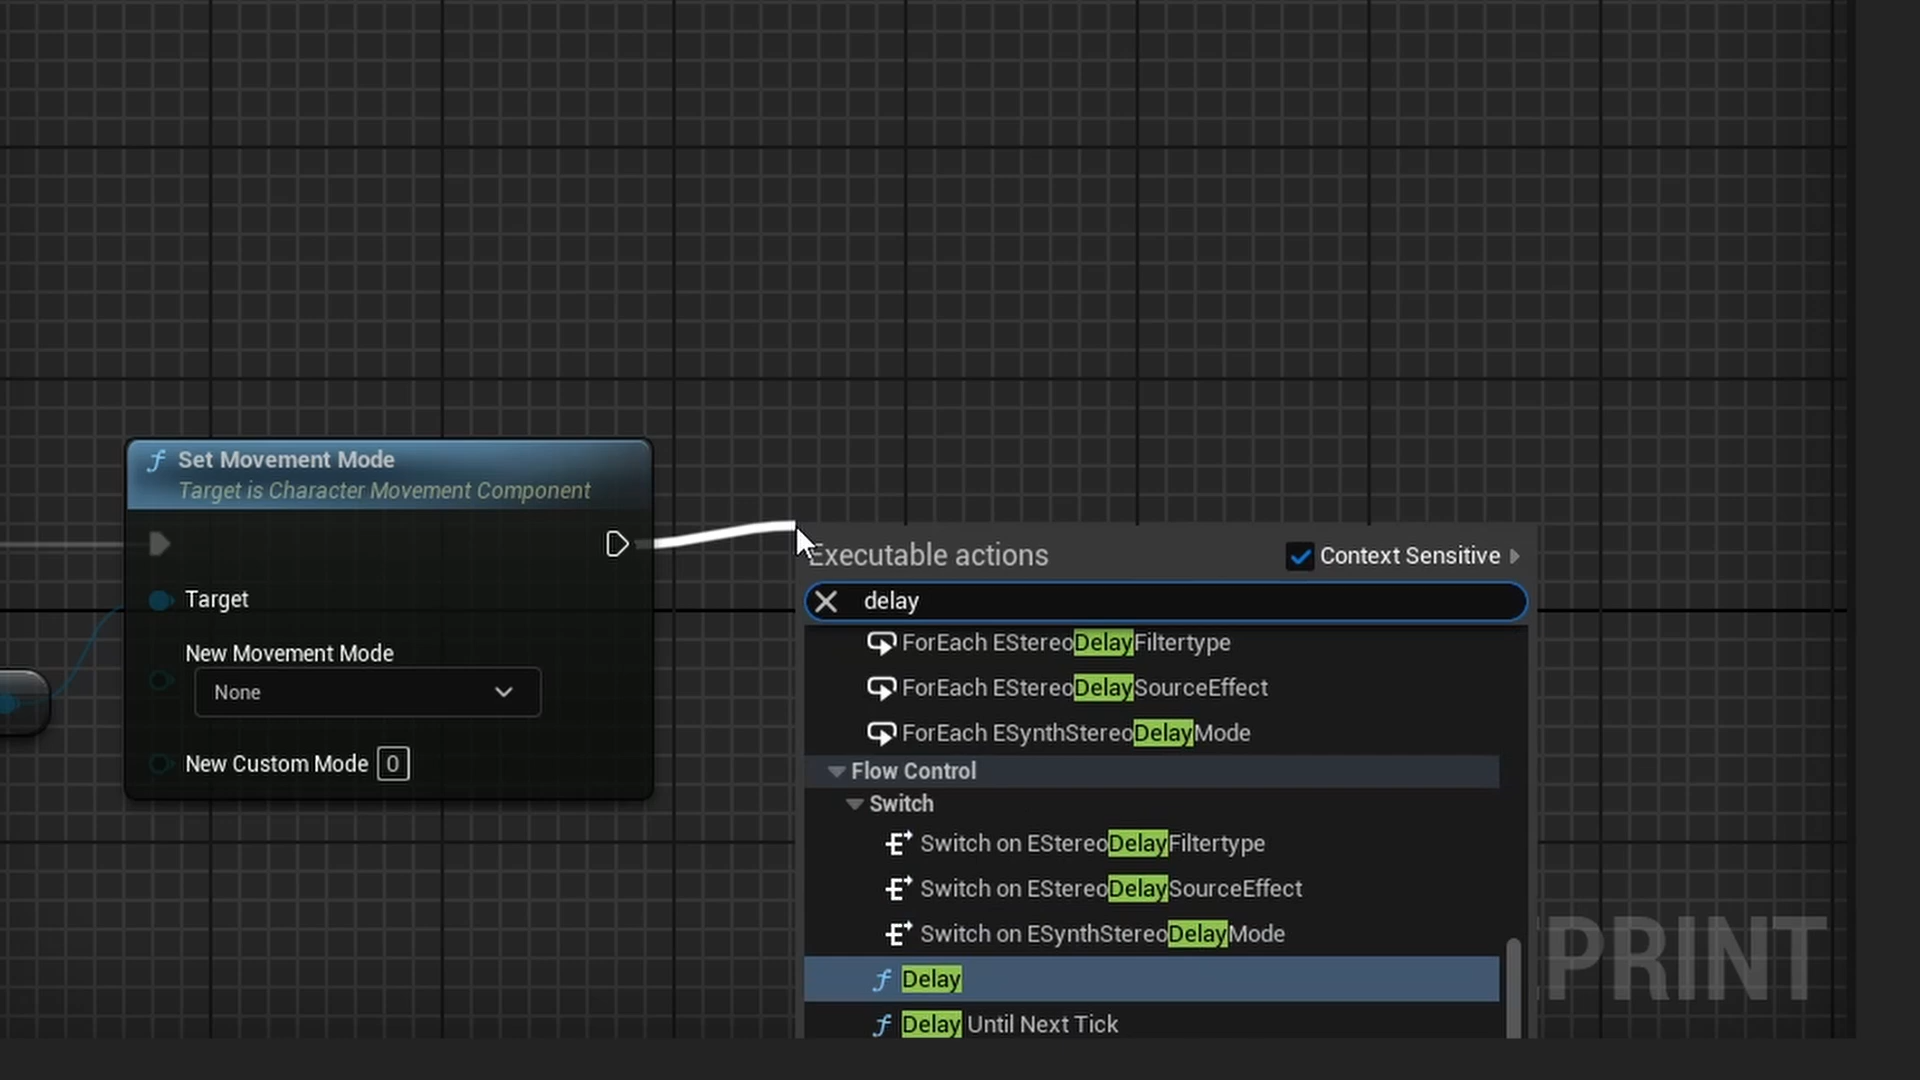 Set Movement Mode
Target is Character Movement Component
Target
New Movement Mode
None
New Custom Mode 0
Executable actions
Context Sensitive
delay
ForEach EStereoDelayFiltertype
ForEach EStereoDelaySourceEffect
ForEach ESynthStereoDelayMode
Flow Control
Switch
Switch on EStereoDelayFiltertype
Switch on EStereoDelaySourceEffect
Switch on ESynthStereoDelayMode
Delay
Delay Until Next Tick
PRINT